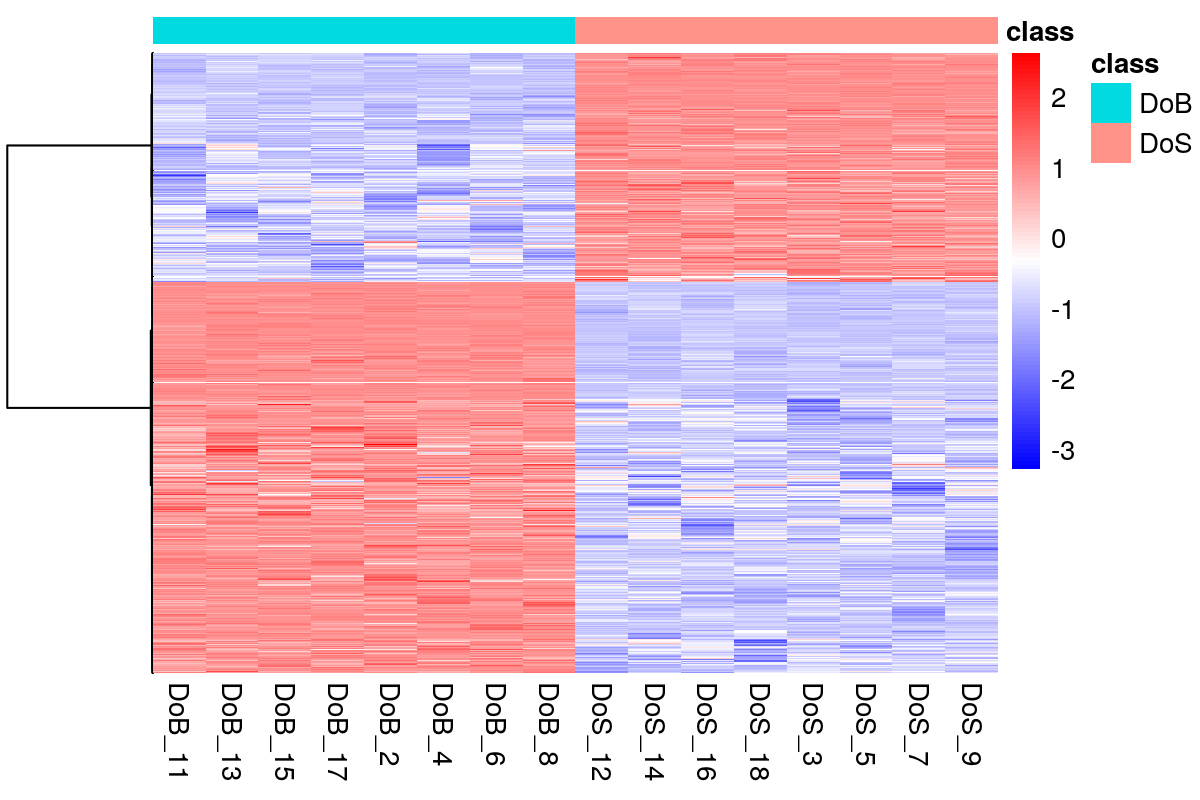 class
2
1
0
-1
-2
-3
class
DoB
DoS
DoB_11
DoB_13
DoB_15
DoB_17
DoB_2
DoB_4
DoB_6
DoB_8
DoS_12
DoS_14
DoS_16
DoS_18
DoS_3
DoS_5
DoS_7
DoS_9